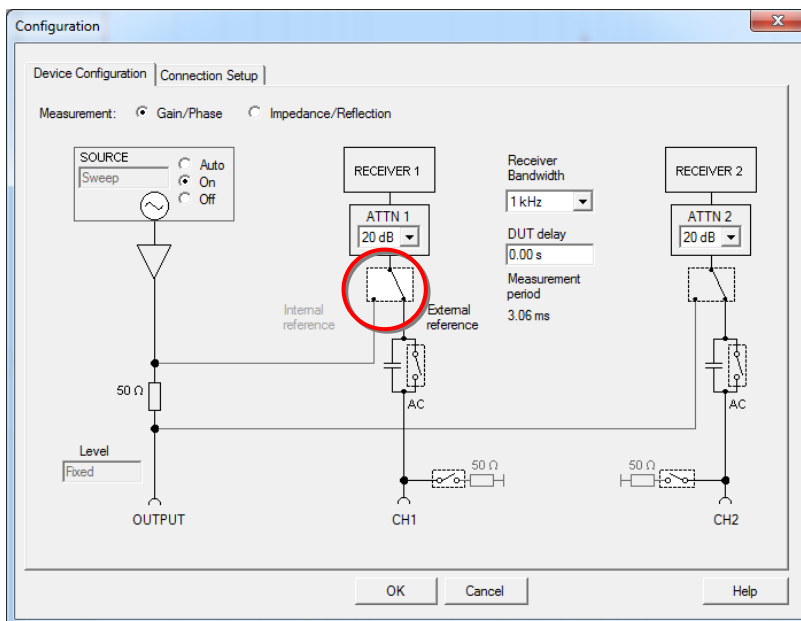 Configuration
Device Configuration
Connection Setup
Measurement:
Gain/Phase
Impedance/Reflection
SOURCE
Sweep
Auto
On
Off
RECEIVER 1
ATTN 1
20 dB
Receiver
Bandwidth
1 kHz
DUT delay
0.00 s
Measurement
period
3.06 ms
RECEIVER 2
ATTN 2
20 dB
Internal
reference
External
reference
50 Ω
AC
AC
Level
Fixed
50 Ω
50 Ω
OUTPUT
CH1
CH2
OK
Cancel
Help